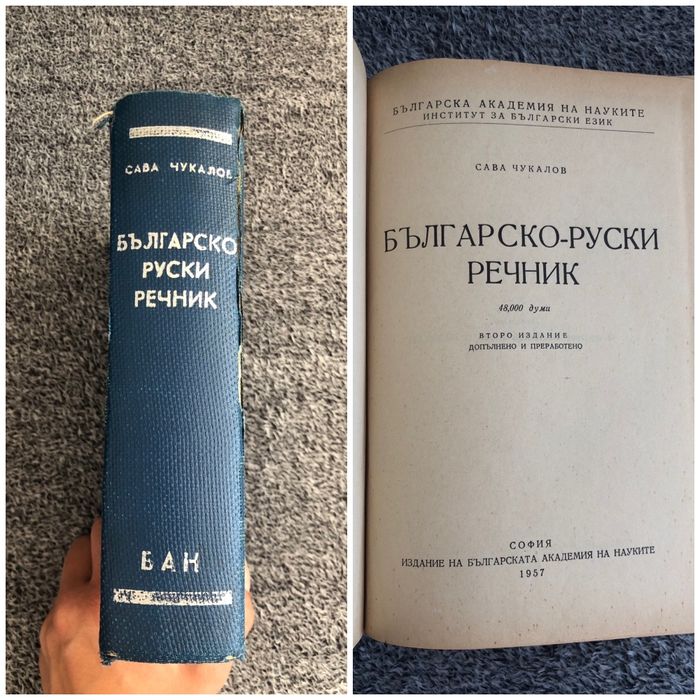 САВА ЧУКАЛОВ
БЪЛГАРСКО
РУСКИ
РЕЧНИК
БАН
БЪЛГАРСКА АКАДЕМИЯ НА НАУКИТЕ
ИНСТИТУТ ЗА БЪЛГАРСКИ ЕЗИК
САВА ЧУКАЛОВ
БЪЛГАРСКО-РУСКИ
РЕЧНИК
48,000 думи
ВТОРО ИЗДАНИЕ
ДОПЪЛНЕНО И ПРЕРАБОТЕНО
СОФИЯ
ИЗДАНИЕ НА БЪЛГАРСКАТА АКАДЕМИЯ НА НАУКИТЕ
1957